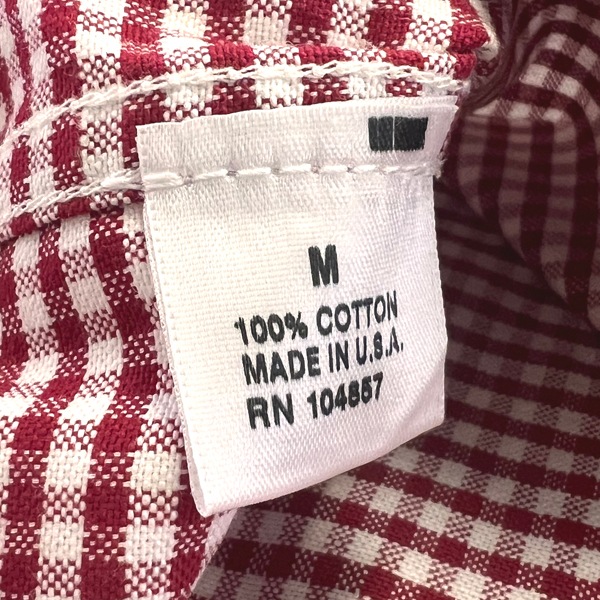 M
100% COTTON
MADE IN U.S.A.
RN 104857